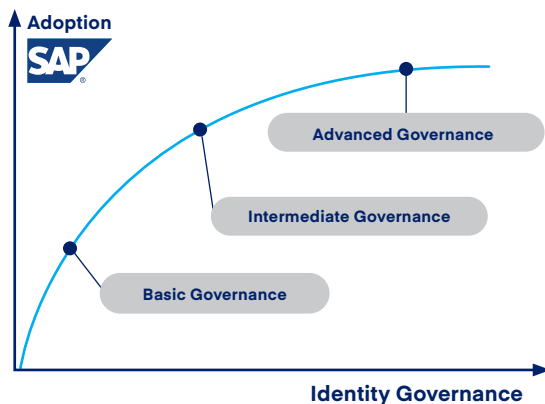 Adoption
SAP
®
Advanced Governance
Intermediate Governance
Basic Governance
Identity Governance